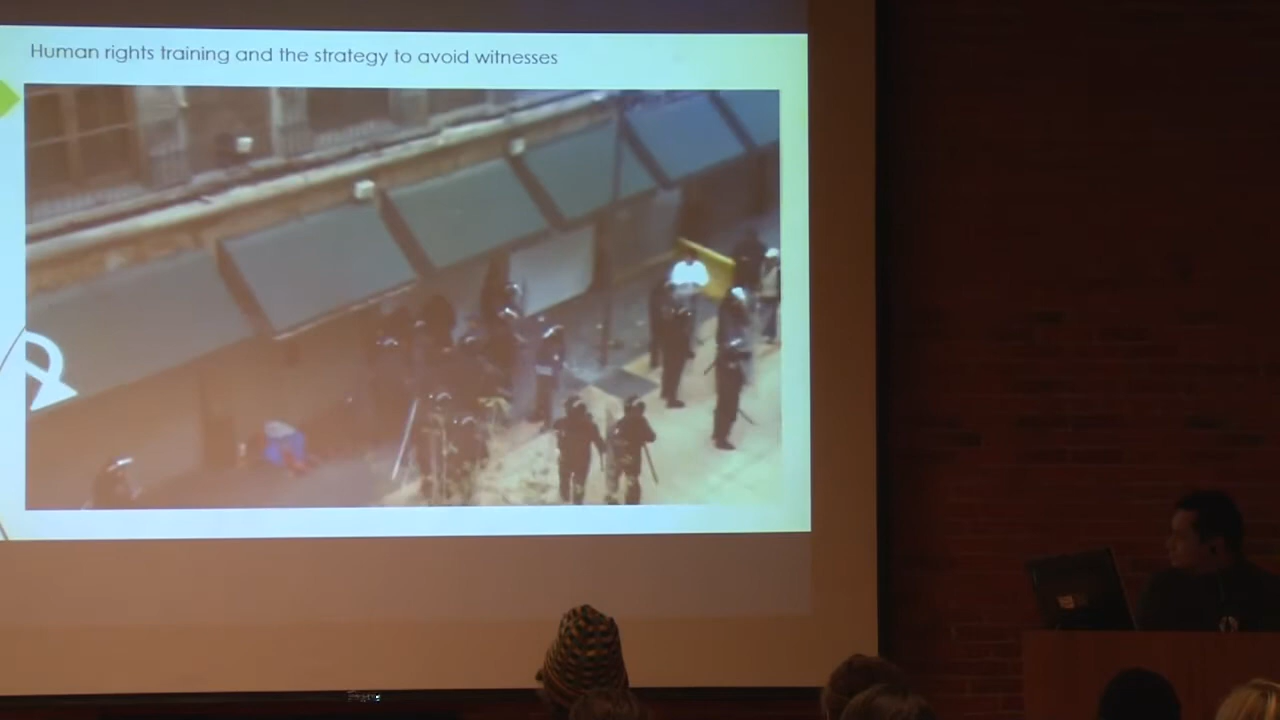 Human rights training and the strategy to avoid witnesses